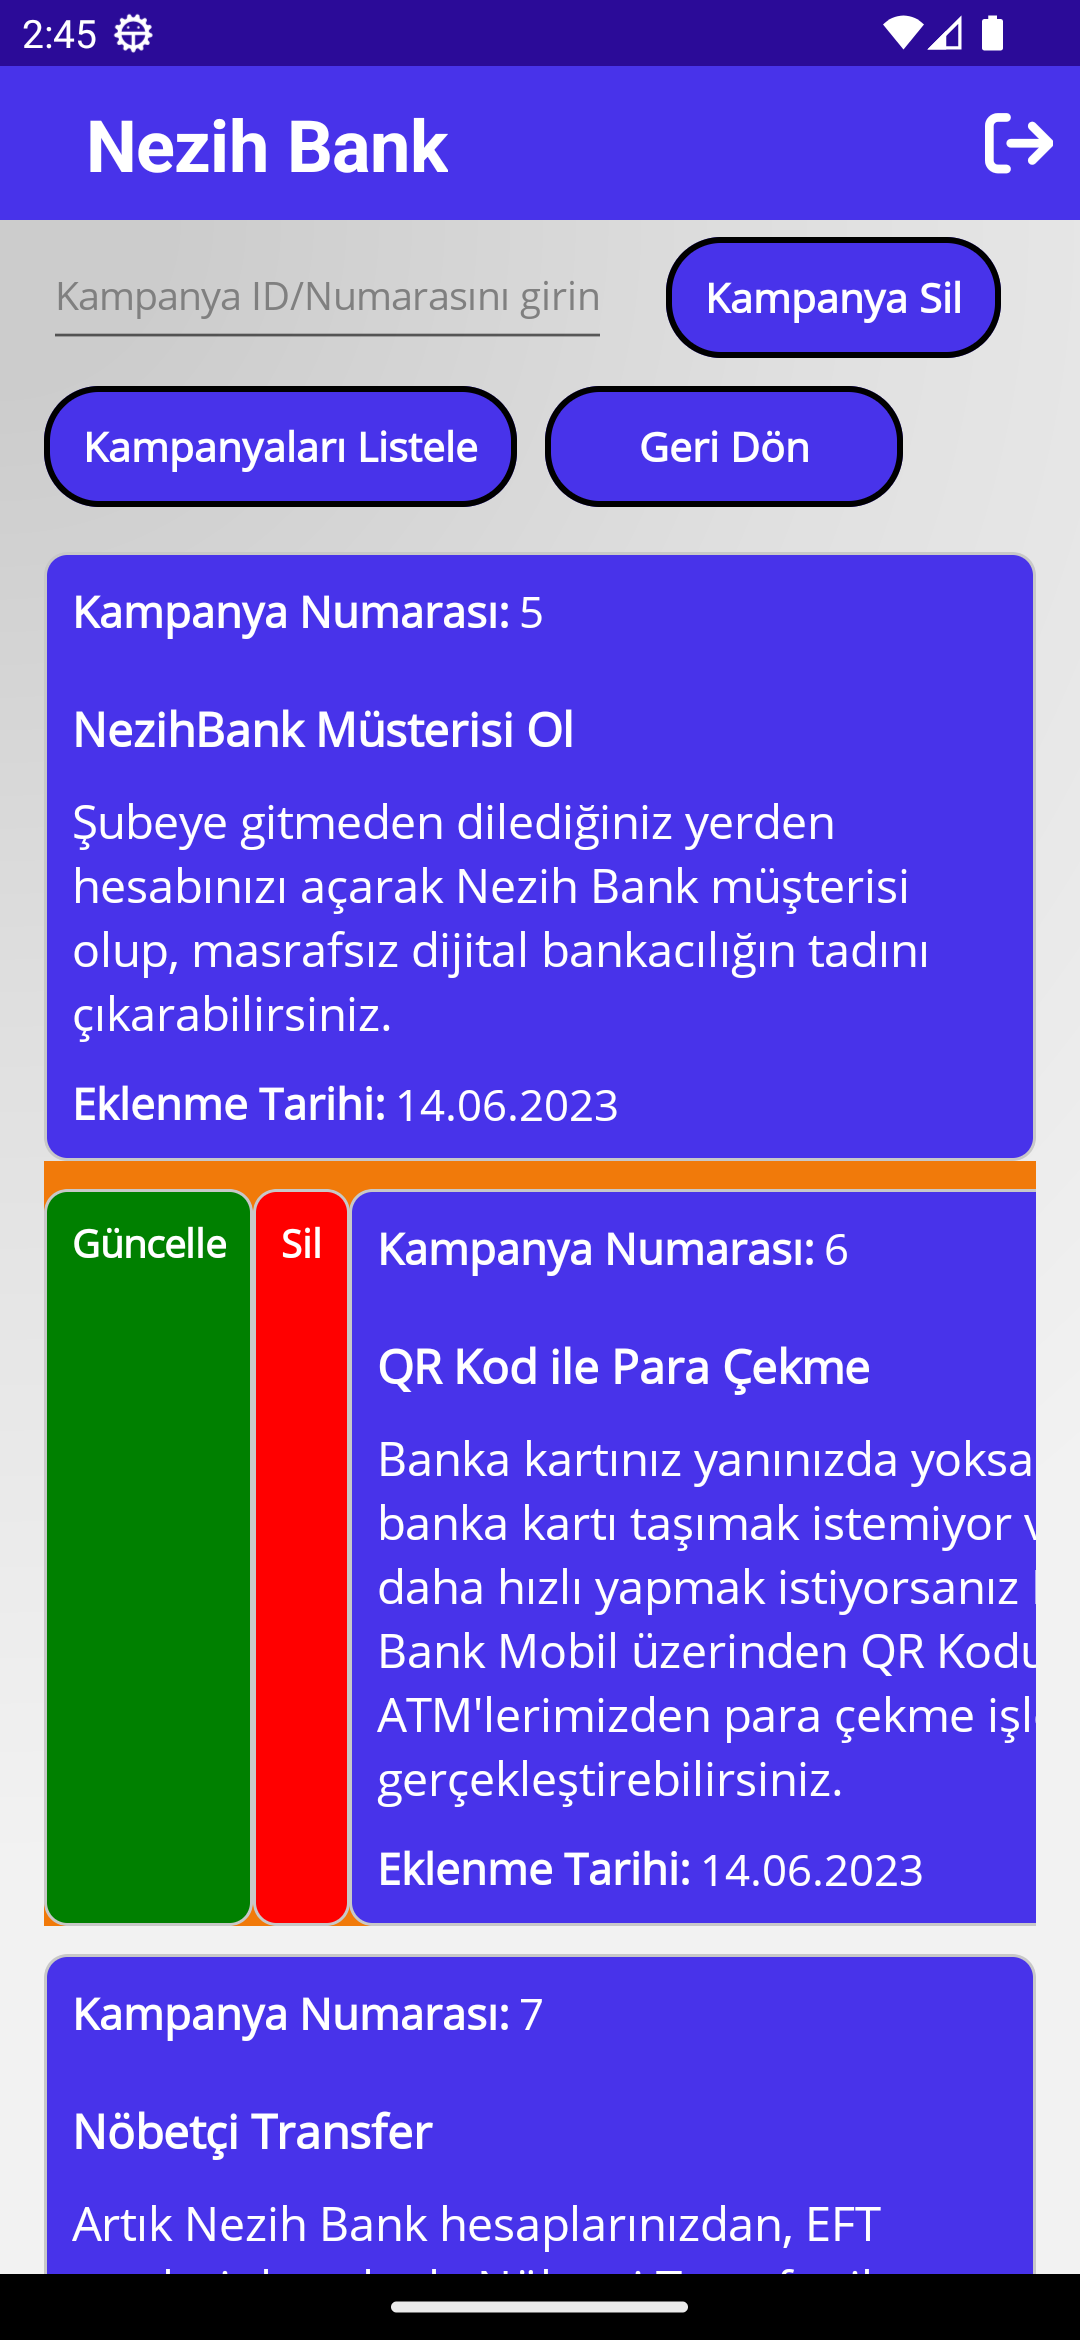 2:45
Nezih Bank
Kampanya ID/Numarasını girin
Kampanya Sil
Kampanyaları Listele
Geri Dön
Kampanya Numarası: 5
NezihBank Müsterisi Ol
Şubeye gitmeden dilediğiniz yerden
hesabınızı açarak Nezih Bank müşterisi
olup, masrafsız dijital bankacılığın tadını
çıkarabilirsiniz.
Eklenme Tarihi: 14.06.2023
Güncelle
Sil
Kampanya Numarası: 6
QR Kod ile Para Çekme
Banka kartınız yanınızda yoksa
banka kartı taşımak istemiyor
daha hızlı yapmak istiyorsanız
Bank Mobil üzerinden QR Kodu
ATM'lerimizden para çekme
gerçekleştirebilirsiniz.
Eklenme Tarihi: 14.06.2023
Kampanya Numarası: 7
Nöbetçi Transfer
Artık Nezih Bank hesaplarınızdan, EFT